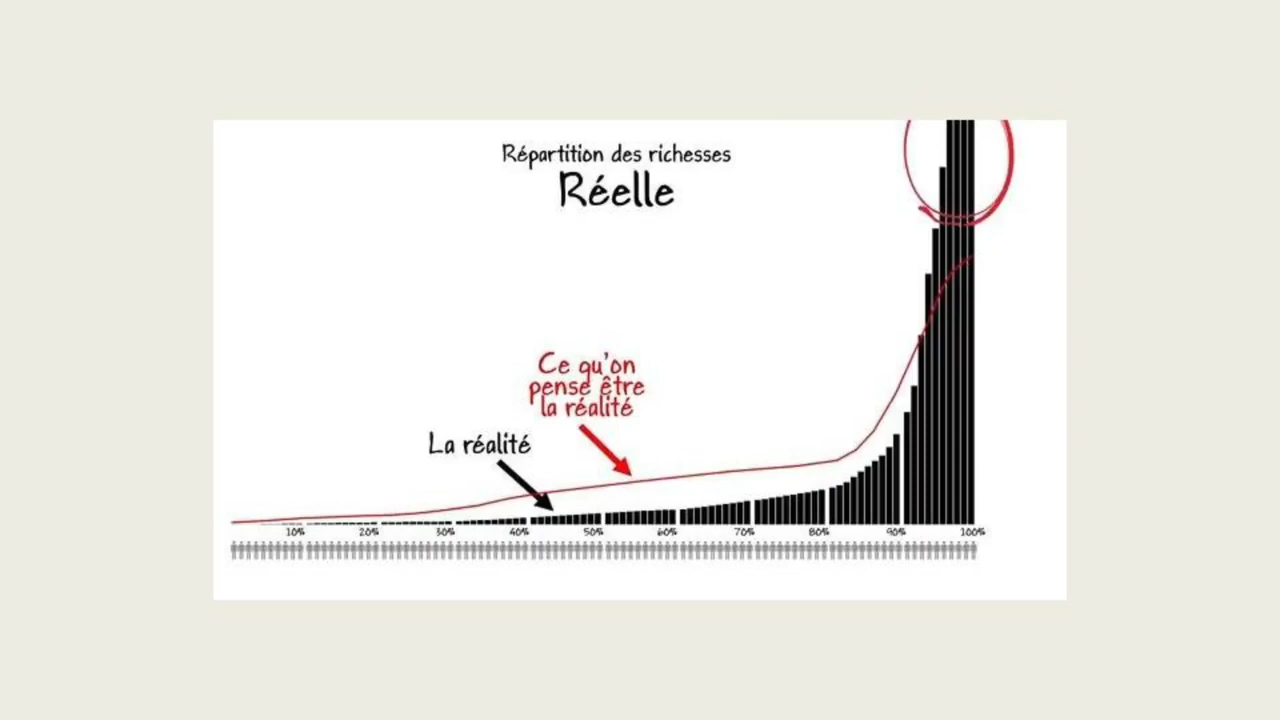 Répartition des richesses
Réelle
Ce qu'on
pense être
la réalité
La réalité
10% 20% 30% 40% 50% 60% 70% 80% 90% 100%